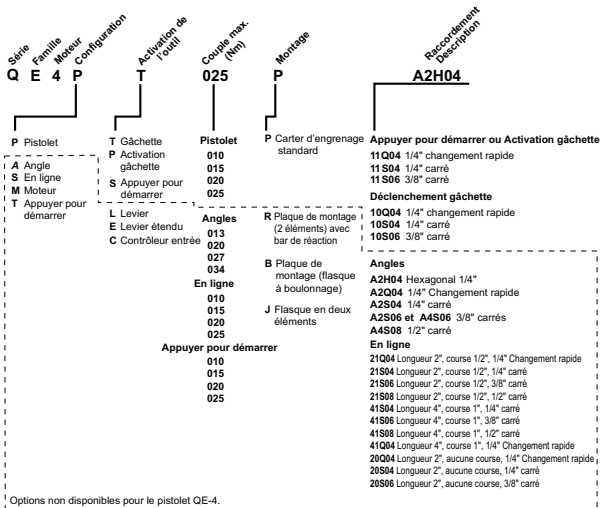 Série
Famille
Moteur
Configuration
Activation de
l'outil
Couple max.
(Nm)
Montage
Raccordement
Description
Q E 4 P T 025 P A2H04
P Pistolet
A Angle
S En ligne
M Moteur
T Appuyer pour
démarrer
T Gâchette
P Activation
gâchette
S Appuyer pour
démarrer
L Levier
E Levier étendu
C Contrôleur entrée
Pistolet
010
015
020
025
Angles
013
020
027
034
En ligne
010
015
020
025
Appuyer pour démarrer
010
015
020
025
P Carter d'engrenage
standard
R Plaque de montage
(2 éléments) avec
bar de réaction
B Plaque de
montage (flasque
à boulonnage)
J Flasque en deux
éléments
Appuyer pour démarrer ou Activation gâchette
11Q04 1/4" changement rapide
11S04 1/4" carré
11S06 3/8" carré
Déclenchement gâchette
10Q04 1/4" changement rapide
10S04 1/4" carré
10S06 3/8" carré
Angles
A2H04 Hexagonal 1/4"
A2Q04 1/4" Changement rapide
A2S04 1/4" carré
A2S06 et A4S06 3/8" carrés
A4S08 1/2" carré
En ligne
21Q04 Longueur 2", course 1/2", 1/4" Changement rapide
21S04 Longueur 2", course 1/2", 1/4" carré
21S06 Longueur 2", course 1/2", 3/8" carré
21S08 Longueur 2", course 1/2", 1/2" carré
41S04 Longueur 4", course 1", 1/4" carré
41S06 Longueur 4", course 1", 3/8" carré
41S08 Longueur 4", course 1", 1/2" carré
41Q04 Longueur 4", course 1", 1/4" Changement rapide
20Q04 Longueur 2", aucune course, 1/4" Changement rapide
20S04 Longueur 2", aucune course, 1/4" carré
20S06 Longueur 2", aucune course, 3/8" carré
Options non disponibles pour le pistolet QE-4.